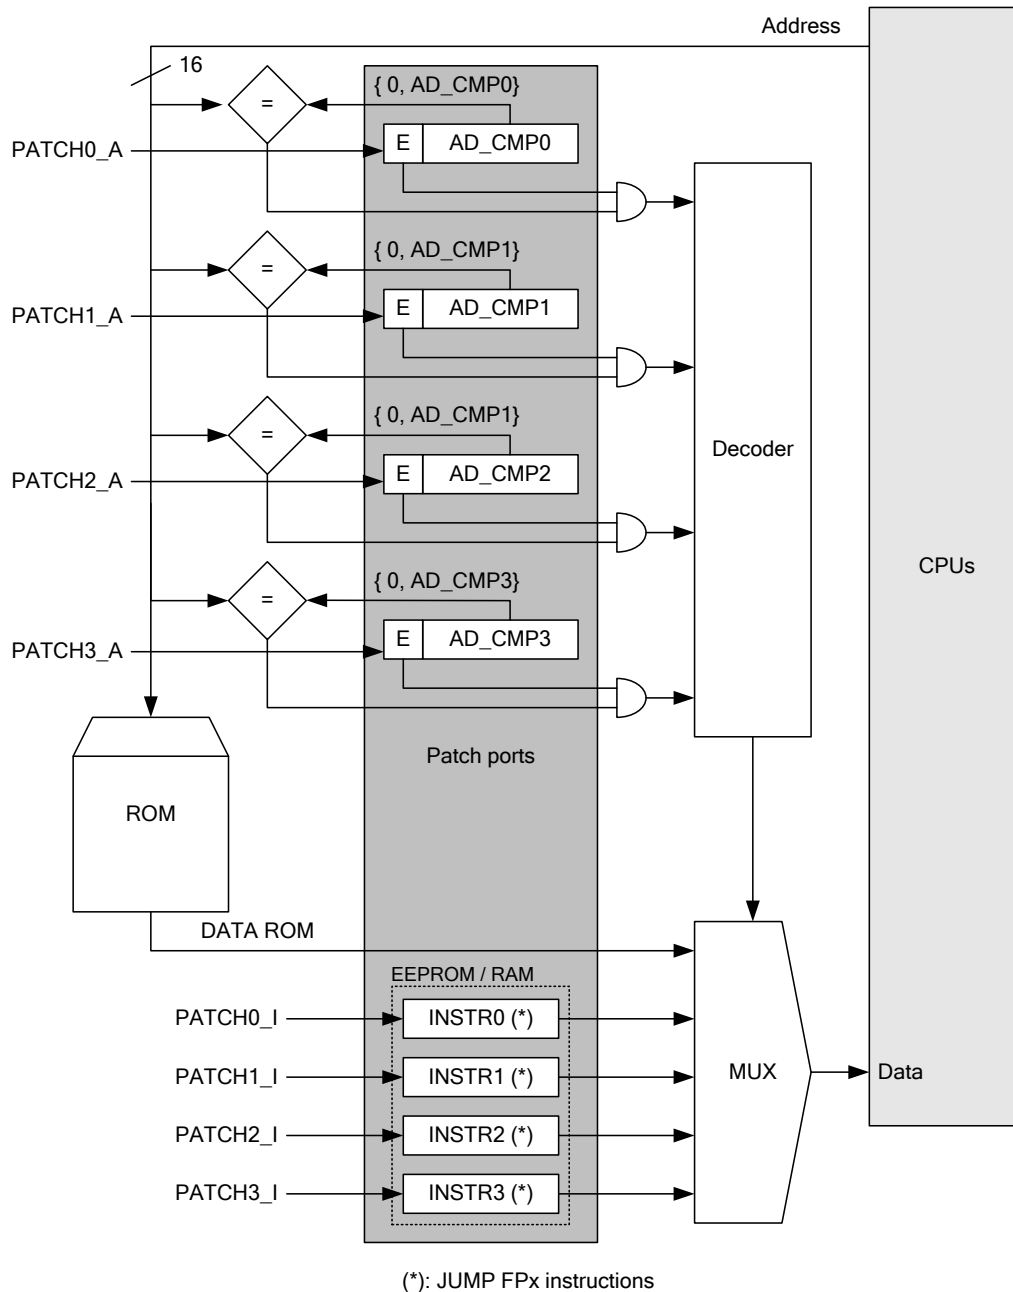 Address
16
{ 0, AD_CMP0}
=
PATCH0_A
E
AD_CMP0
{ 0, AD_CMP1}
=
PATCH1_A
E
AD_CMP1
{ 0, AD_CMP1}
=
PATCH2_A
E
AD_CMP2
Decoder
CPUs
{ 0, AD_CMP3}
=
PATCH3_A
E
AD_CMP3
Patch ports
ROM
DATA ROM
EEPROM / RAM
PATCH0_I
INSTR0 (*)
PATCH1_I
INSTR1 (*)
MUX
Data
PATCH2_I
INSTR2 (*)
PATCH3_I
INSTR3 (*)
(*): JUMP FPx instructions